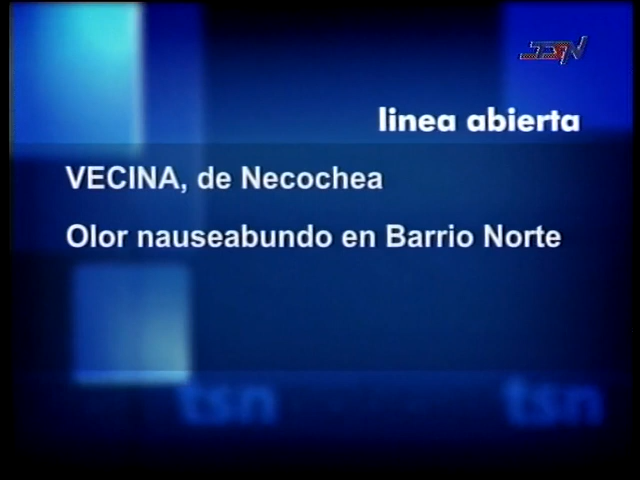 TSN
linea abierta
VECINA, de Necochea
Olor nauseabundo en Barrio Norte
tsn tsn